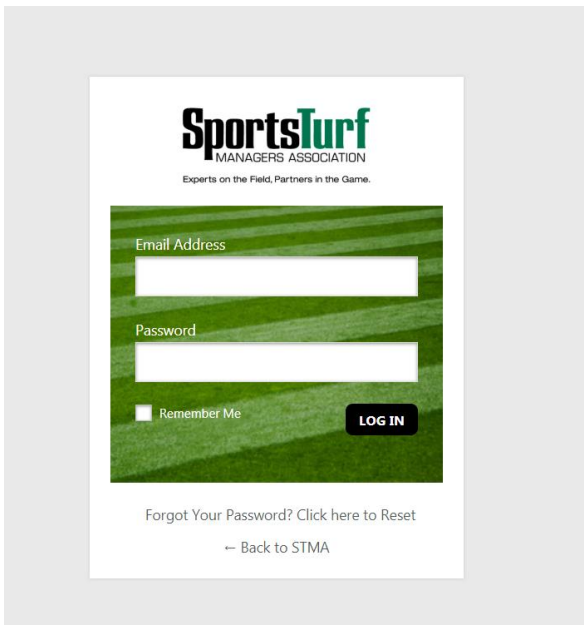 SportsTurf
MANAGERS ASSOCIATION
Experts on the Field, Partners in the Game.
Email Address
Password
Remember Me
LOG IN
Forgot Your Password? Click here to Reset
← Back to STMA